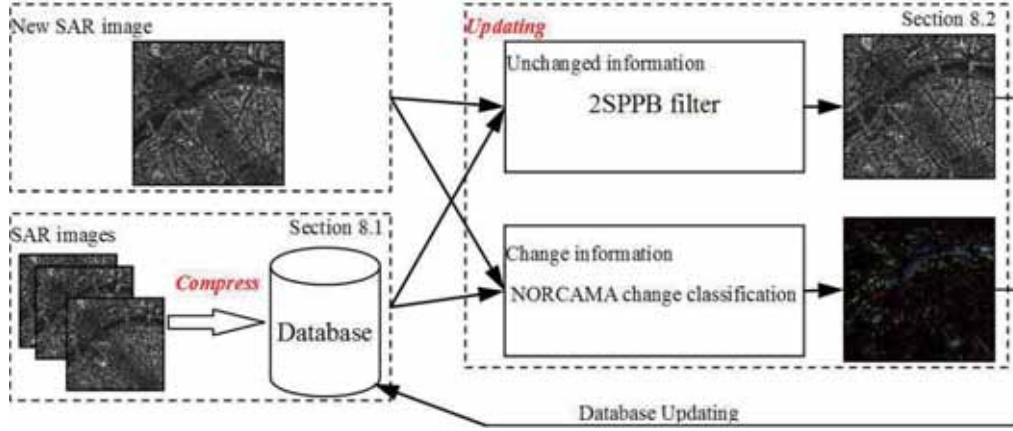 New SAR image
Updating
Section 8.2
Unchanged information
2SPPB filter
SAR images
Section 8.1
Compress
Database
Change information
NORCAMA change classification
Database Updating